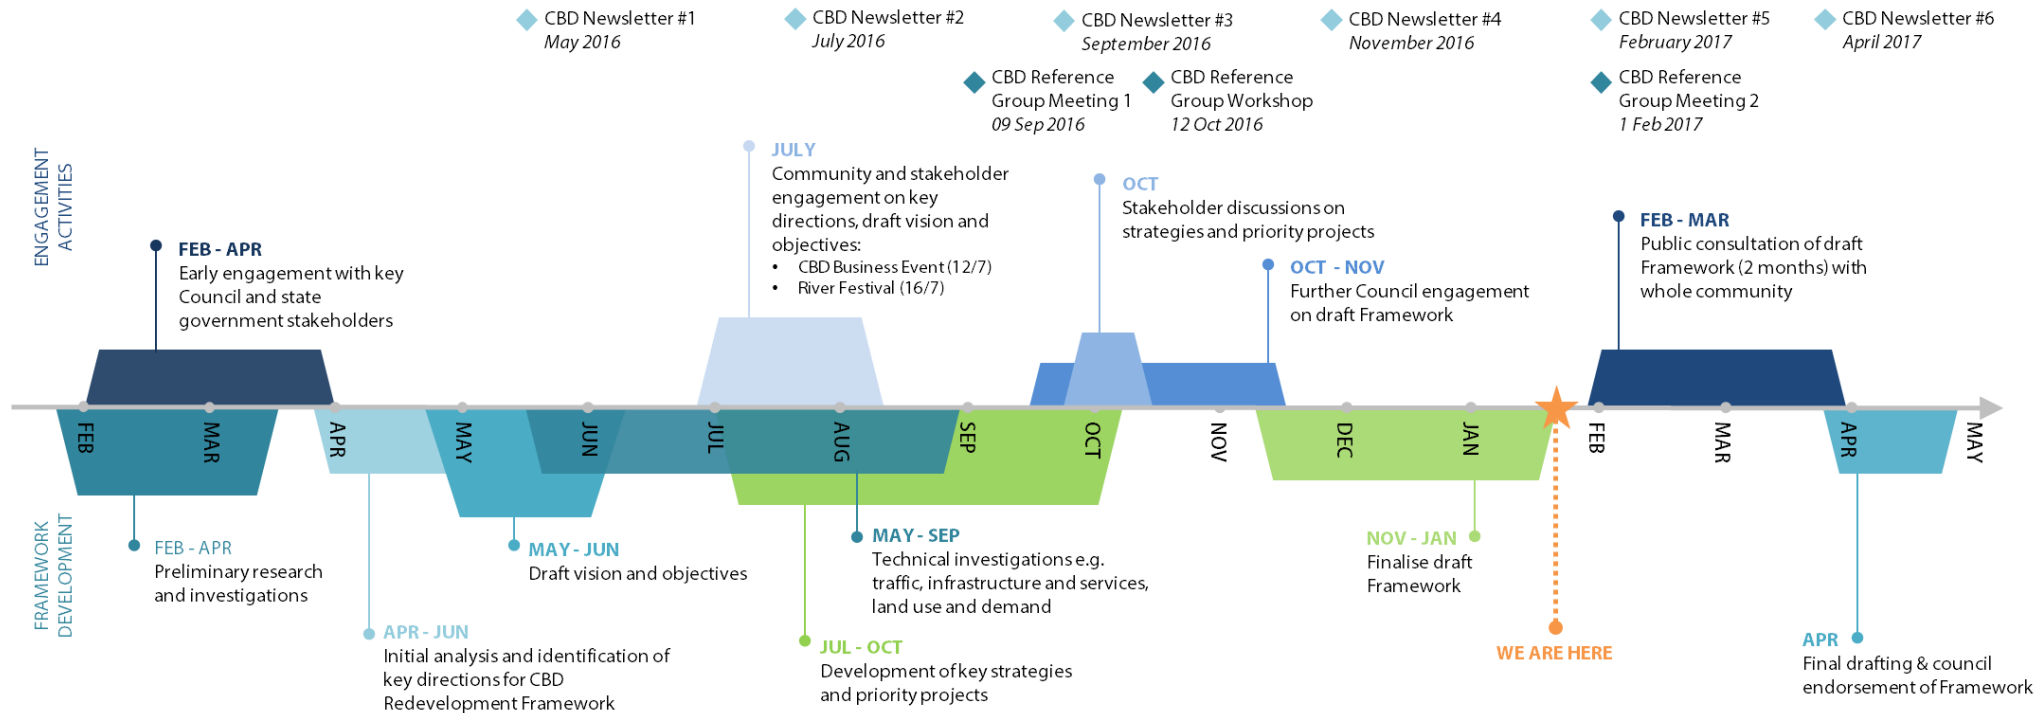 CBD Newsletter #1
May 2016
CBD Newsletter #2
July 2016
CBD Newsletter #3
September 2016
CBD Newsletter #4
November 2016
CBD Newsletter #5
February 2017
CBD Newsletter #6
April 2017
CBD Reference
Group Meeting 1
09 Sep 2016
CBD Reference
Group Workshop
12 Oct 2016
CBD Reference
Group Meeting 2
1 Feb 2017
ENGAGEMENT
ACTIVITIES
FEB - APR
Early engagement with key
Council and state
government stakeholders
JULY
Community and stakeholder
engagement on key
directions, draft vision and
objectives:
• CBD Business Event (12/7)
• River Festival (16/7)
OCT
Stakeholder discussions on
strategies and priority projects
OCT - NOV
Further Council engagement
on draft Framework
FEB - MAR
Public consultation of draft
Framework (2 months) with
whole community
FEB
MAR
APR
MAY
JUN
JUL
AUG
SEP
OCT
NOV
DEC
JAN
FEB
MAR
APR
MAY
FRAMEWORK
DEVELOPMENT
FEB - APR
Preliminary research
and investigations
APR - JUN
Initial analysis and identification of
key directions for CBD
Redevelopment Framework
MAY - JUN
Draft vision and objectives
JUL - OCT
Development of key strategies
and priority projects
MAY - SEP
Technical investigations e.g.
traffic, infrastructure and services,
land use and demand
NOV - JAN
Finalise draft
Framework
WE ARE HERE
APR
Final drafting & council
endorsement of Framework